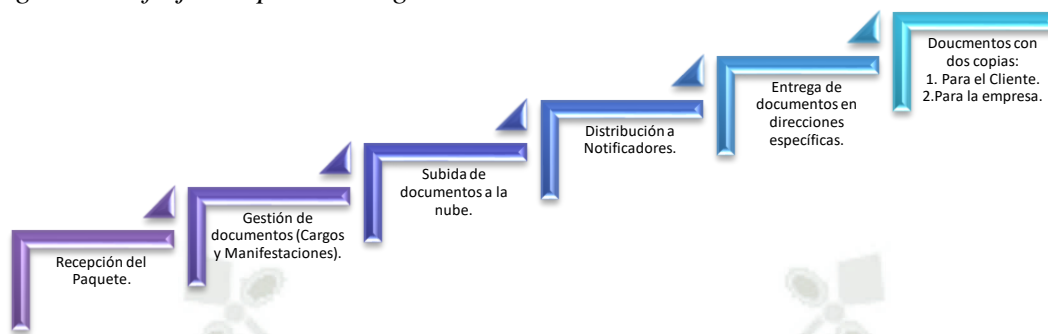 Recepción del
Paquete.
Gestión de
documentos (Cargos
y Manifestaciones).
Subida de
documentos a la
nube.
Distribución a
Notificadores.
Entrega de
documentos en
direcciones
específicas.
Doucmentos con
dos copias:
1. Para el Cliente.
2.Para la empresa.